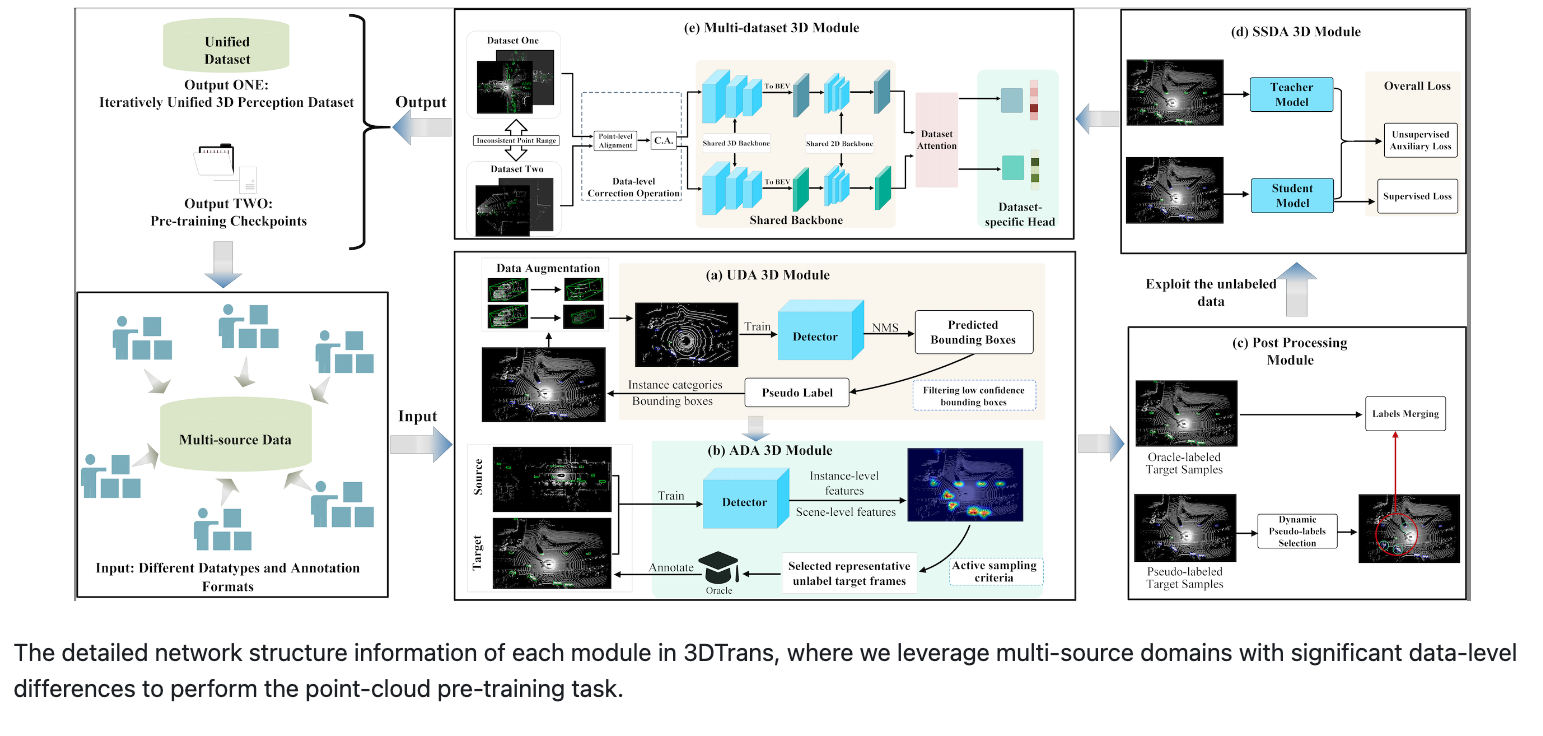 Unified
Dataset
Output ONE:
Iteratively Unified 3D Perception Dataset
Output TWO:
Pre-training Checkpoints
Output
(e) Multi-dataset 3D Module
Dataset One
Inconsistent Point Range
Dataset Two
Point-level
Alignment
C.A.
Data-level
Correction Operation
To BEV
Shared 3D Backbone
Shared 2D Backbone
To BEV
Shared Backbone
Dataset
Attention
Dataset-
specific Head
(d) SSDA 3D Module
Teacher
Model
Student
Model
Overall Loss
Unsupervised
Auxiliary Loss
Supervised Loss
Multi-source Data
Input: Different Datatypes and Annotation
Formats
Input
Data Augmentation
(a) UDA 3D Module
Train
Detector
NMS
Predicted
Bounding Boxes
Instance categories
Bounding boxes
Pseudo Label
Filtering low confidence
bounding boxes
(b) ADA 3D Module
Source
Target
Train
Detector
Instance-level
features
Scene-level features
Annotate
Oracle
Selected representative
unlabel target frames
Active sampling
criteria
Exploit the unlabeled
data
(c) Post Processing
Module
Labels Merging
Oracle-labeled
Target Samples
Dynamic
Pseudo-labels
Selection
Pseudo-labeled
Target Samples
The detailed network structure information of each module in 3DTrans, where we leverage multi-source domains with significant data-level
differences to perform the point-cloud pre-training task.